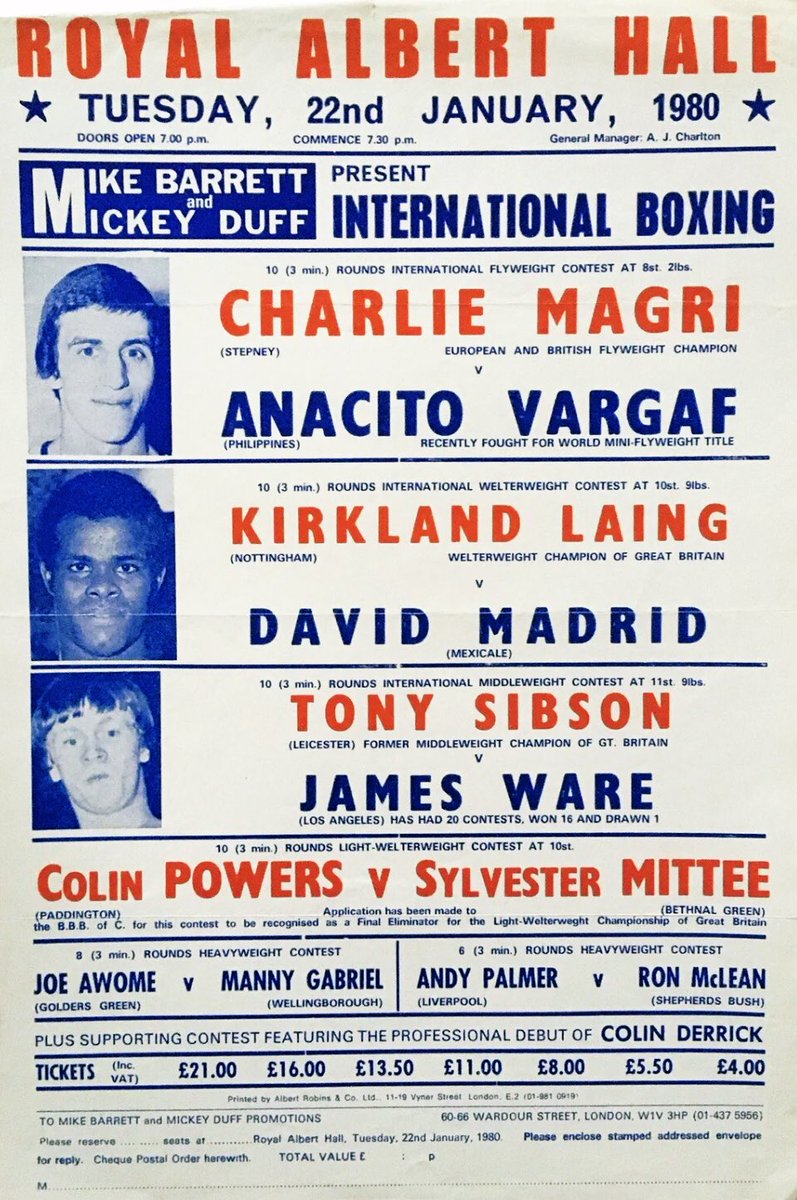 ROYAL ALBERT HALL
★ TUESDAY, 22nd JANUARY, 1980 ★
DOORS OPEN 7.00 p.m. COMMENCE 7.30 p.m. General Manager: A. J. Charlton
MIKE BARRETT
and
MICKEY DUFF
PRESENT
INTERNATIONAL BOXING
10 (3 min.) ROUNDS INTERNATIONAL FLYWEIGHT CONTEST AT 8st. 2lbs.
CHARLIE MAGRI
(STEPNEY) EUROPEAN AND BRITISH FLYWEIGHT CHAMPION
V
ANACITO VARGAF
(PHILIPPINES) RECENTLY FOUGHT FOR WORLD MINI-FLYWEIGHT TITLE
10 (3 min.) ROUNDS INTERNATIONAL WELTERWEIGHT CONTEST AT 10st. 9lbs.
KIRKLAND LAING
(NOTTINGHAM) WELTERWEIGHT CHAMPION OF GREAT BRITAIN
V
DAVID MADRID
(MEXICALE)
10 (3 min.) ROUNDS INTERNATIONAL MIDDLEWEIGHT CONTEST AT 11st. 9lbs.
TONY SIBSON
(LEICESTER) FORMER MIDDLEWEIGHT CHAMPION OF GT. BRITAIN
V
JAMES WARE
(LOS ANGELES) HAS HAD 20 CONTESTS, WON 16 AND DRAWN 1
10 (3 min.) ROUNDS LIGHT-WELTERWEIGHT CONTEST AT 10st.
COLIN POWERS V SYLVESTER MITTEE
(PADDINGTON) Application has been made to (BETHNAL GREEN)
the B.B.B. of C. for this contest to be recognised as a Final Eliminator for the Light-Welterweght Championship of Great Britain
8 (3 min.) ROUNDS HEAVYWEIGHT CONTEST
JOE AWOME V MANNY GABRIEL
(GOLDERS GREEN) (WELLINGBOROUGH)
6 (3 min.) ROUNDS HEAVYWEIGHT CONTEST
ANDY PALMER V RON McLEAN
(LIVERPOOL) (SHEPHERDS BUSH)
PLUS SUPPORTING CONTEST FEATURING THE PROFESSIONAL DEBUT OF COLIN DERRICK
TICKETS (Inc. VAT) £21.00 £16.00 £13.50 £11.00 £8.00 £5.50 £4.00
Printed by Albert Robins & Co. Ltd., 11-19 Vyner Street London, E.2 (01-981 0919)
TO MIKE BARRETT and MICKEY DUFF PROMOTIONS 60-66 WARDOUR STREET, LONDON, W1V 3HP (01-437 5956)
Please reserve ......... seats at ........... Royal Albert Hall, Tuesday, 22nd January, 1980. Please enclose stamped addressed envelope
for reply. Cheque Postal Order herewith. TOTAL VALUE £ : p
M..........